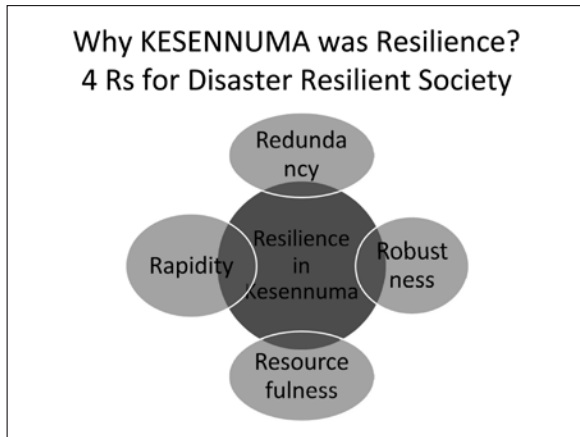 Why KESENNUMA was Resilience?
4 Rs for Disaster Resilient Society
Redunda
ncy
Rapidity
Resilience
in
Kesennuma
Robust
ness
Resource
fulness